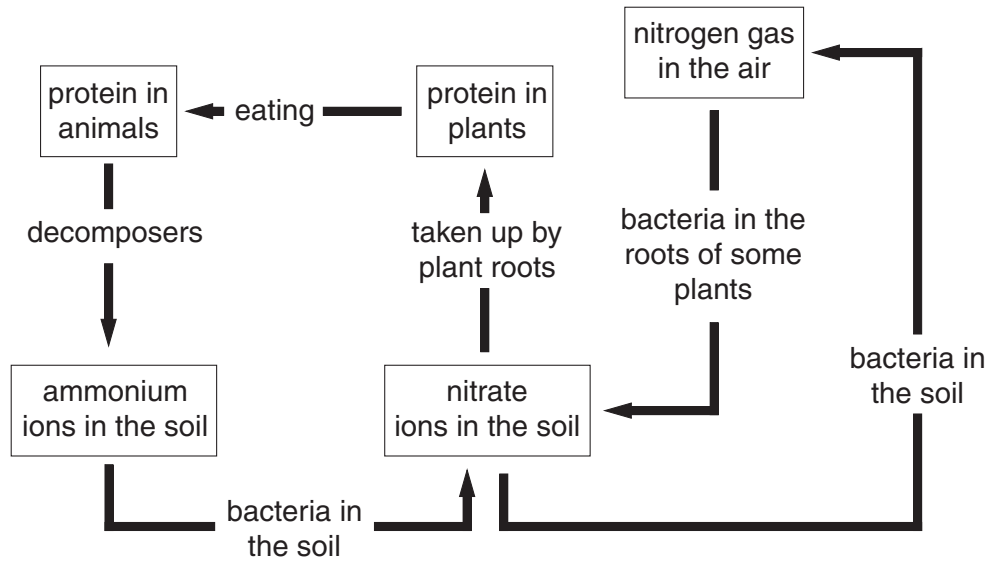 nitrogen gas
in the air
protein in
animals
eating
protein in
plants
decomposers
taken up by
plant roots
bacteria in the
roots of some
plants
bacteria in
the soil
ammonium
ions in the soil
nitrate
ions in the soil
bacteria in
the soil